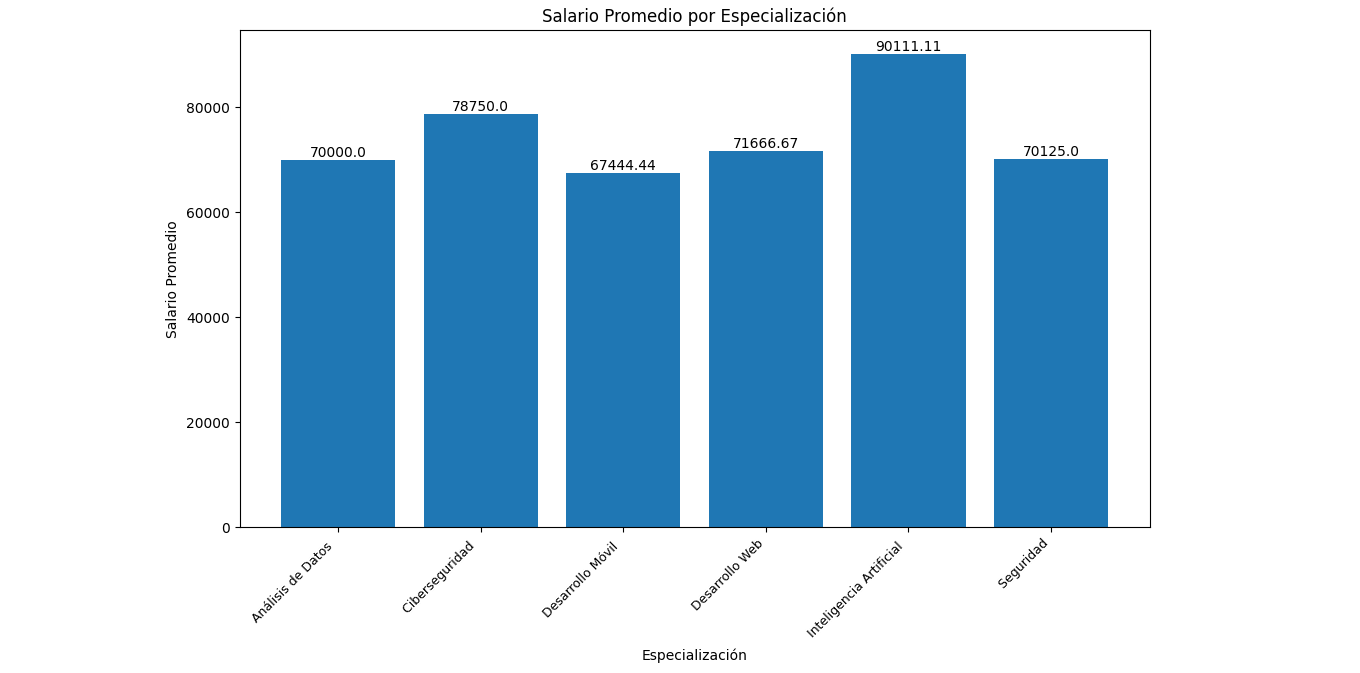 Salario Promedio por Especialización
90111.11
78750.0
71666.67
70000.0
70125.0
67444.44
80000
60000
40000
20000
0
Salario Promedio
Análisis de Datos
Ciberseguridad
Desarrollo Móvil
Desarrollo Web
Inteligencia Artificial
Seguridad
Especialización